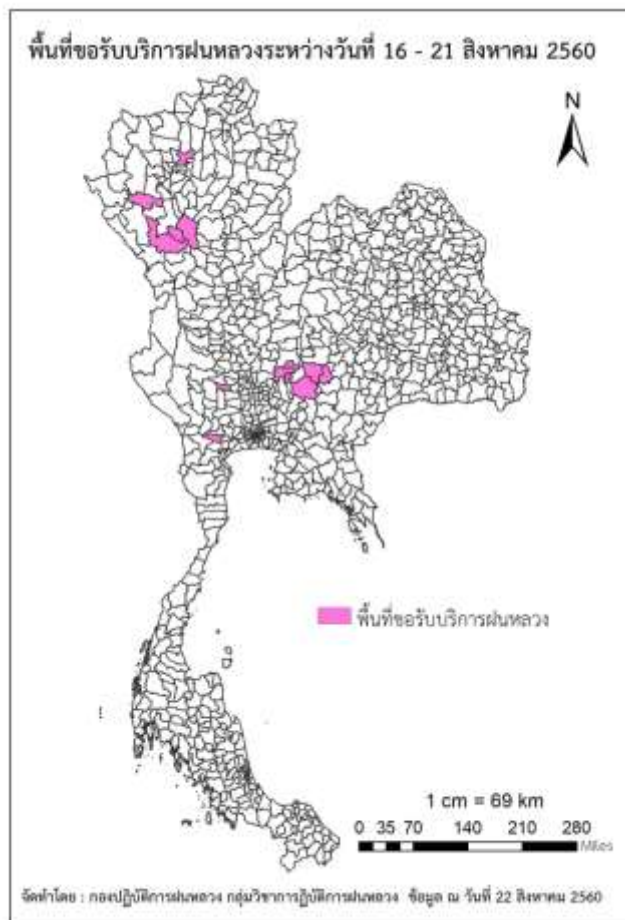 พื้นที่ขอรับบริการฝนหลวงระหว่างวันที่ 16 - 21 สิงหาคม 2560
N
พื้นที่ขอรับบริการฝนหลวง
1 cm = 69 km
0 35 70 140 210 280
Miles
จัดทำโดย : กองปฏิบัติการฝนหลวง กลุ่มวิชาการปฏิบัติการฝนหลวง ข้อมูล ณ วันที่ 22 สิงหาคม 2560